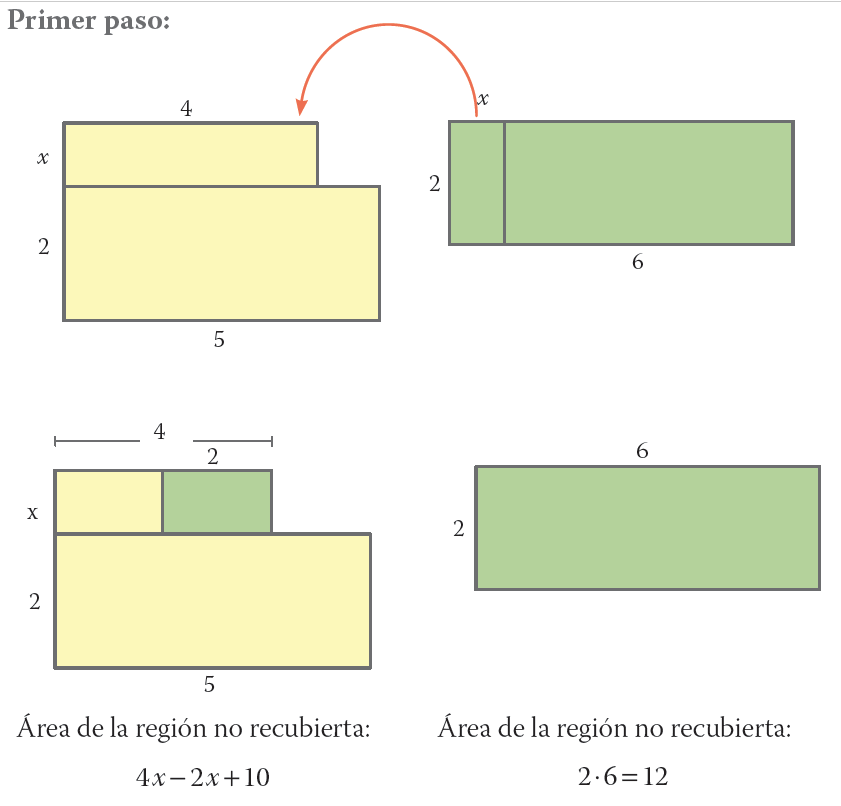 Primer paso:
4
x
2
5
x
2
6
4
2
x
2
5
6
2
Área de la región no recubierta:
4x − 2x + 10
Área de la región no recubierta:
2 · 6 = 12